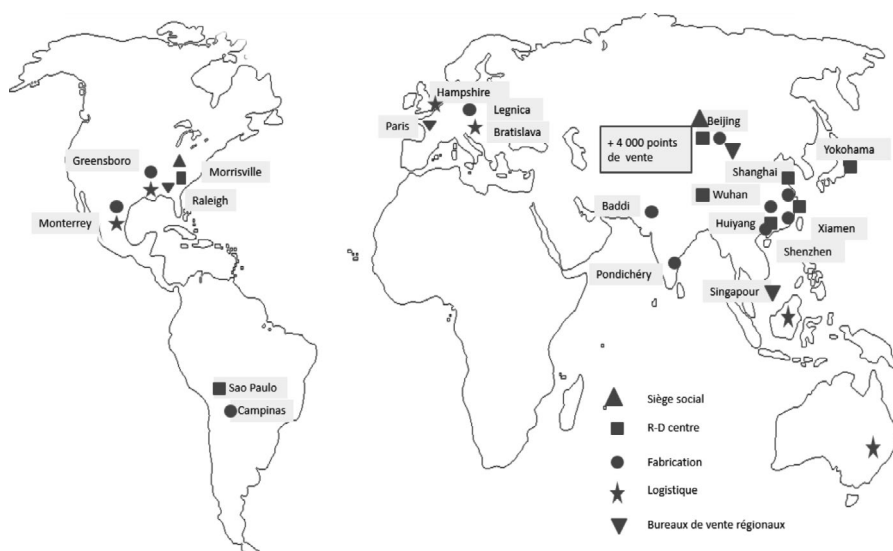 Hampshire
Legnica
Paris
Bratislava
Beijing
+ 4 000 points
de vente
Yokohama
Greensboro
Morrisville
Shanghai
Raleigh
Wuhan
Baddi
Monterrey
Huiyang
Xiamen
Shenzhen
Pondichéry
Singapour
Sao Paulo
Campinas
Siège social
R-D centre
Fabrication
Logistique
Bureaux de vente régionaux